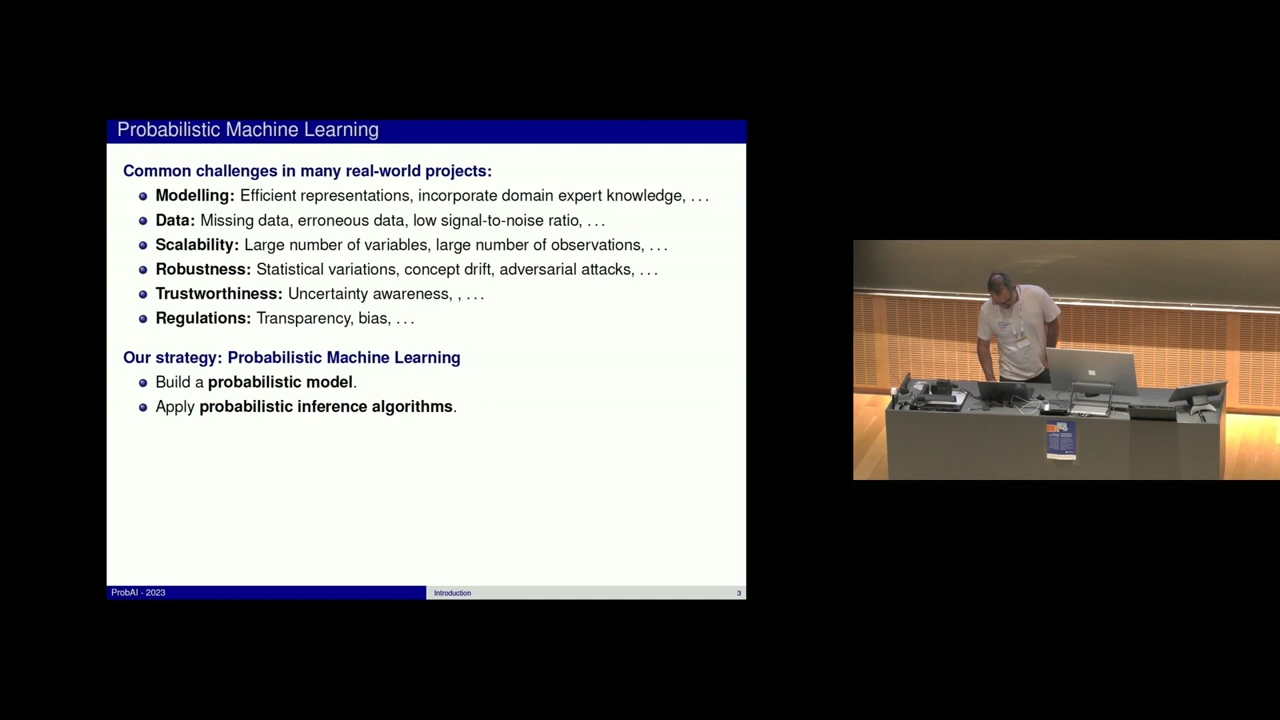 Probabilistic Machine Learning
Common challenges in many real-world projects:
Modelling: Efficient representations, incorporate domain expert knowledge, ...
Data: Missing data, erroneous data, low signal-to-noise ratio, ...
Scalability: Large number of variables, large number of observations, ...
Robustness: Statistical variations, concept drift, adversarial attacks, ...
Trustworthiness: Uncertainty awareness, , ...
Regulations: Transparency, bias, ...
Our strategy: Probabilistic Machine Learning
Build a probabilistic model.
Apply probabilistic inference algorithms.
ProbAI - 2023
Introduction
3